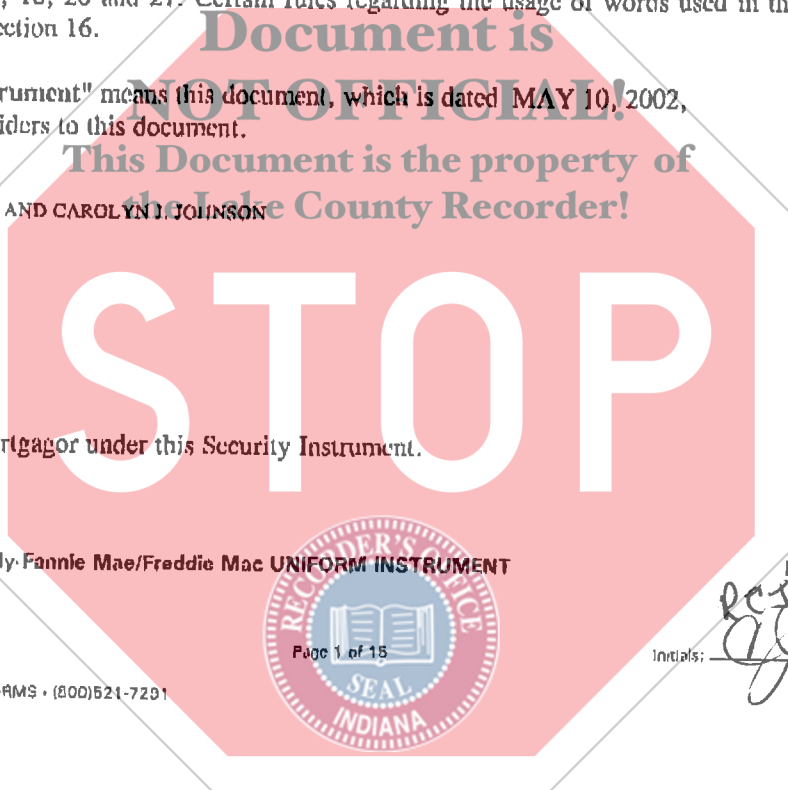 , 18, 20 and 27. Certain rules regarding the usage of words used in th
ection 16.
Document is
rument" means this document, which is dated MAY 10, 2002,
NOT OFFICIAL!
iders to this document.
This Document is the property of
the Lake County Recorder!
AND CAROLYN J. JOHNSON
STOP
rtgagor under this Security Instrument.
ly-Fannie Mae/Freddie Mac UNIFORM INSTRUMENT
RECORDER'S OFFICE
SEAL
INDIANA
Page 1 of 15
Initials:
RMS - (800)521-7291